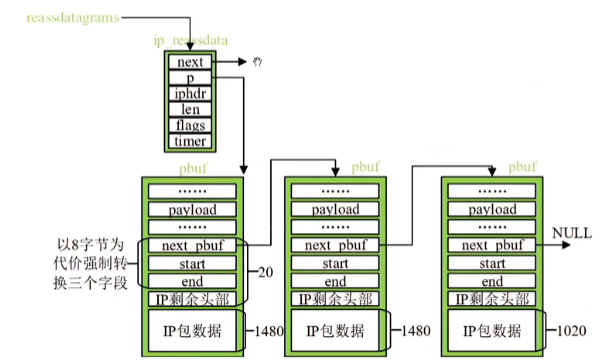 reassdatagrams
ip_reassdata
next
p
iphdr
len
flags
timer
pbuf
......
payload
......
next_pbuf
start
end
IP剩余头部
IP包数据
以8字节为
代价强制转
换三个字段
20
1480
pbuf
......
payload
......
next_pbuf
start
end
IP剩余头部
IP包数据
1480
pbuf
......
payload
......
next_pbuf
start
end
IP剩余头部
IP包数据
NULL
1020